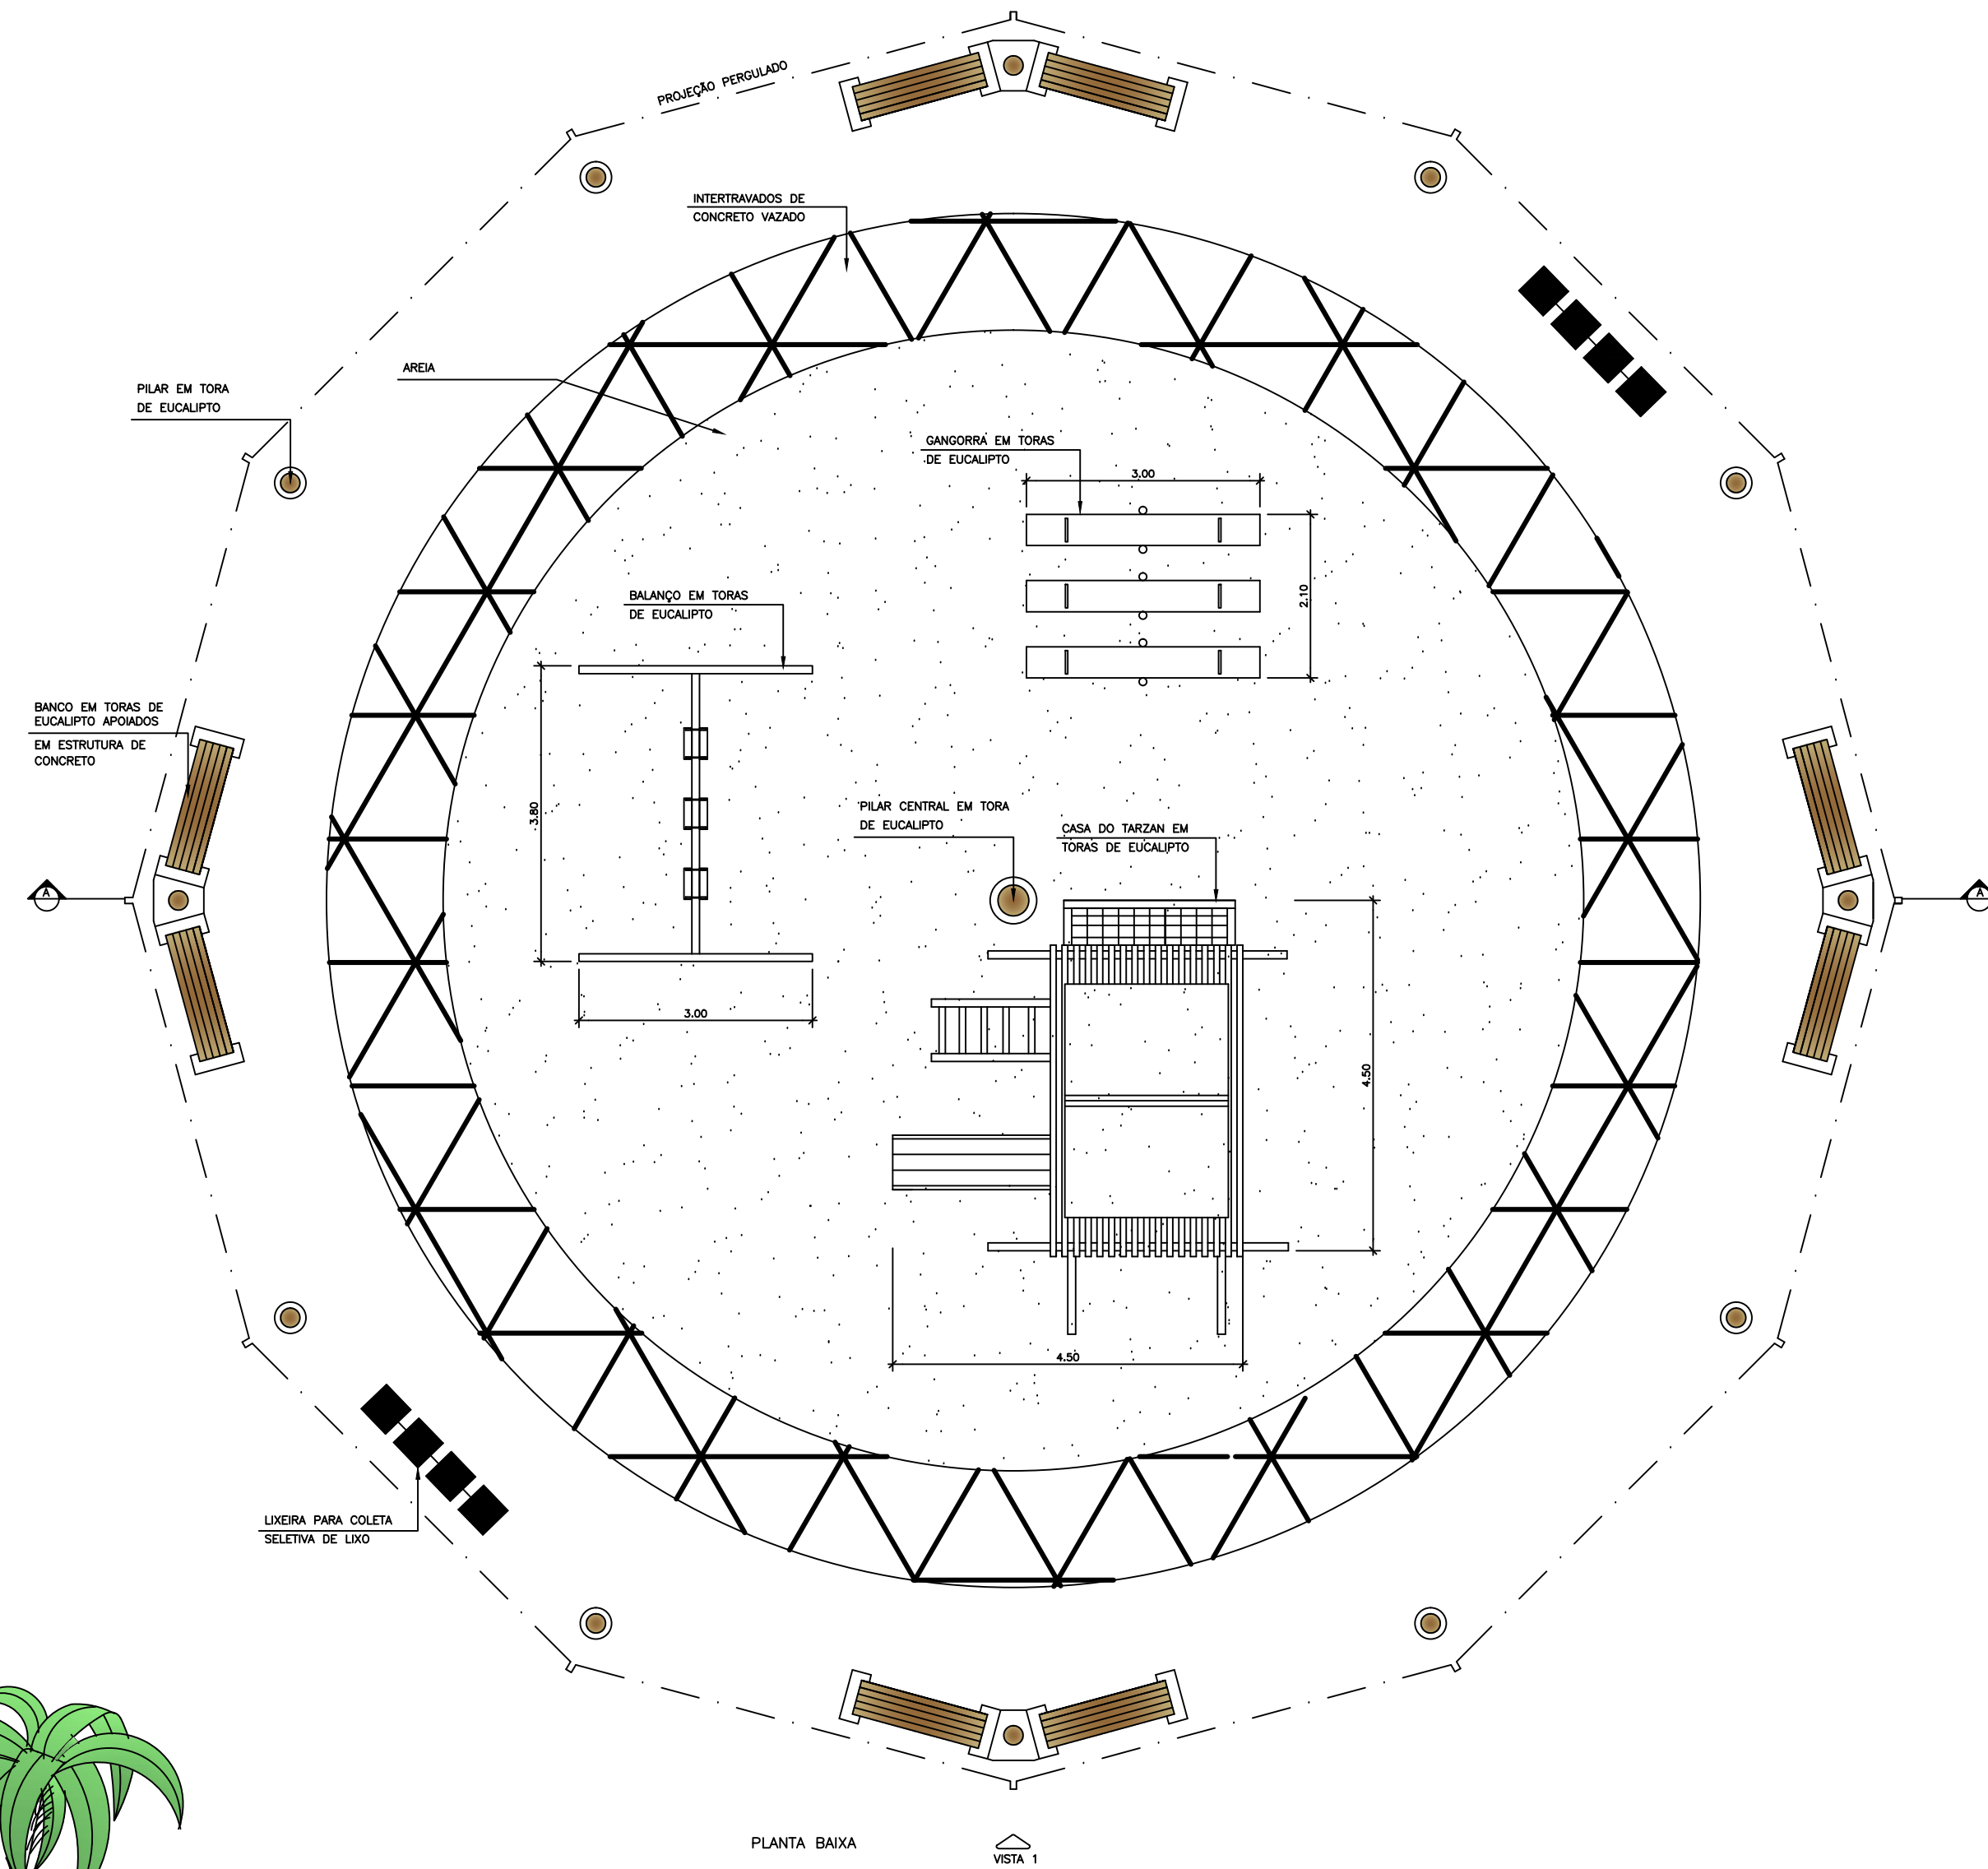 PROJEÇÃO PERGULADO
INTERTRAVADOS DE
CONCRETO VAZADO
AREIA
PILAR EM TORA
DE EUCALIPTO
GANGORRA EM TORAS
DE EUCALIPTO
3.00
2.10
BALANÇO EM TORAS
DE EUCALIPTO
3.80
3.00
BANCO EM TORAS DE
EUCALIPTO APOIADOS
EM ESTRUTURA DE
CONCRETO
PILAR CENTRAL EM TORA
DE EUCALIPTO
CASA DO TARZAN EM
TORAS DE EUCALIPTO
A
A
4.50
4.50
LIXEIRA PARA COLETA
SELETIVA DE LIXO
PLANTA BAIXA
VISTA 1